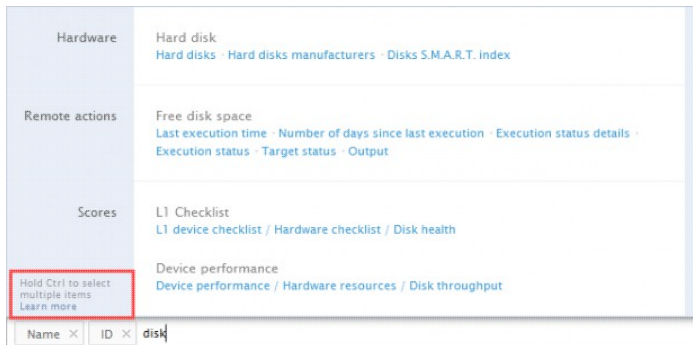 Hardware
Hard disk
Hard disks · Hard disks manufacturers · Disks S.M.A.R.T. index
Remote actions
Free disk space
Last execution time · Number of days since last execution · Execution status details ·
Execution status · Target status · Output
Scores
L1 Checklist
L1 device checklist / Hardware checklist / Disk health
Device performance
Device performance / Hardware resources / Disk throughput
Hold Ctrl to select
multiple items
Learn more
Name × ID × disk